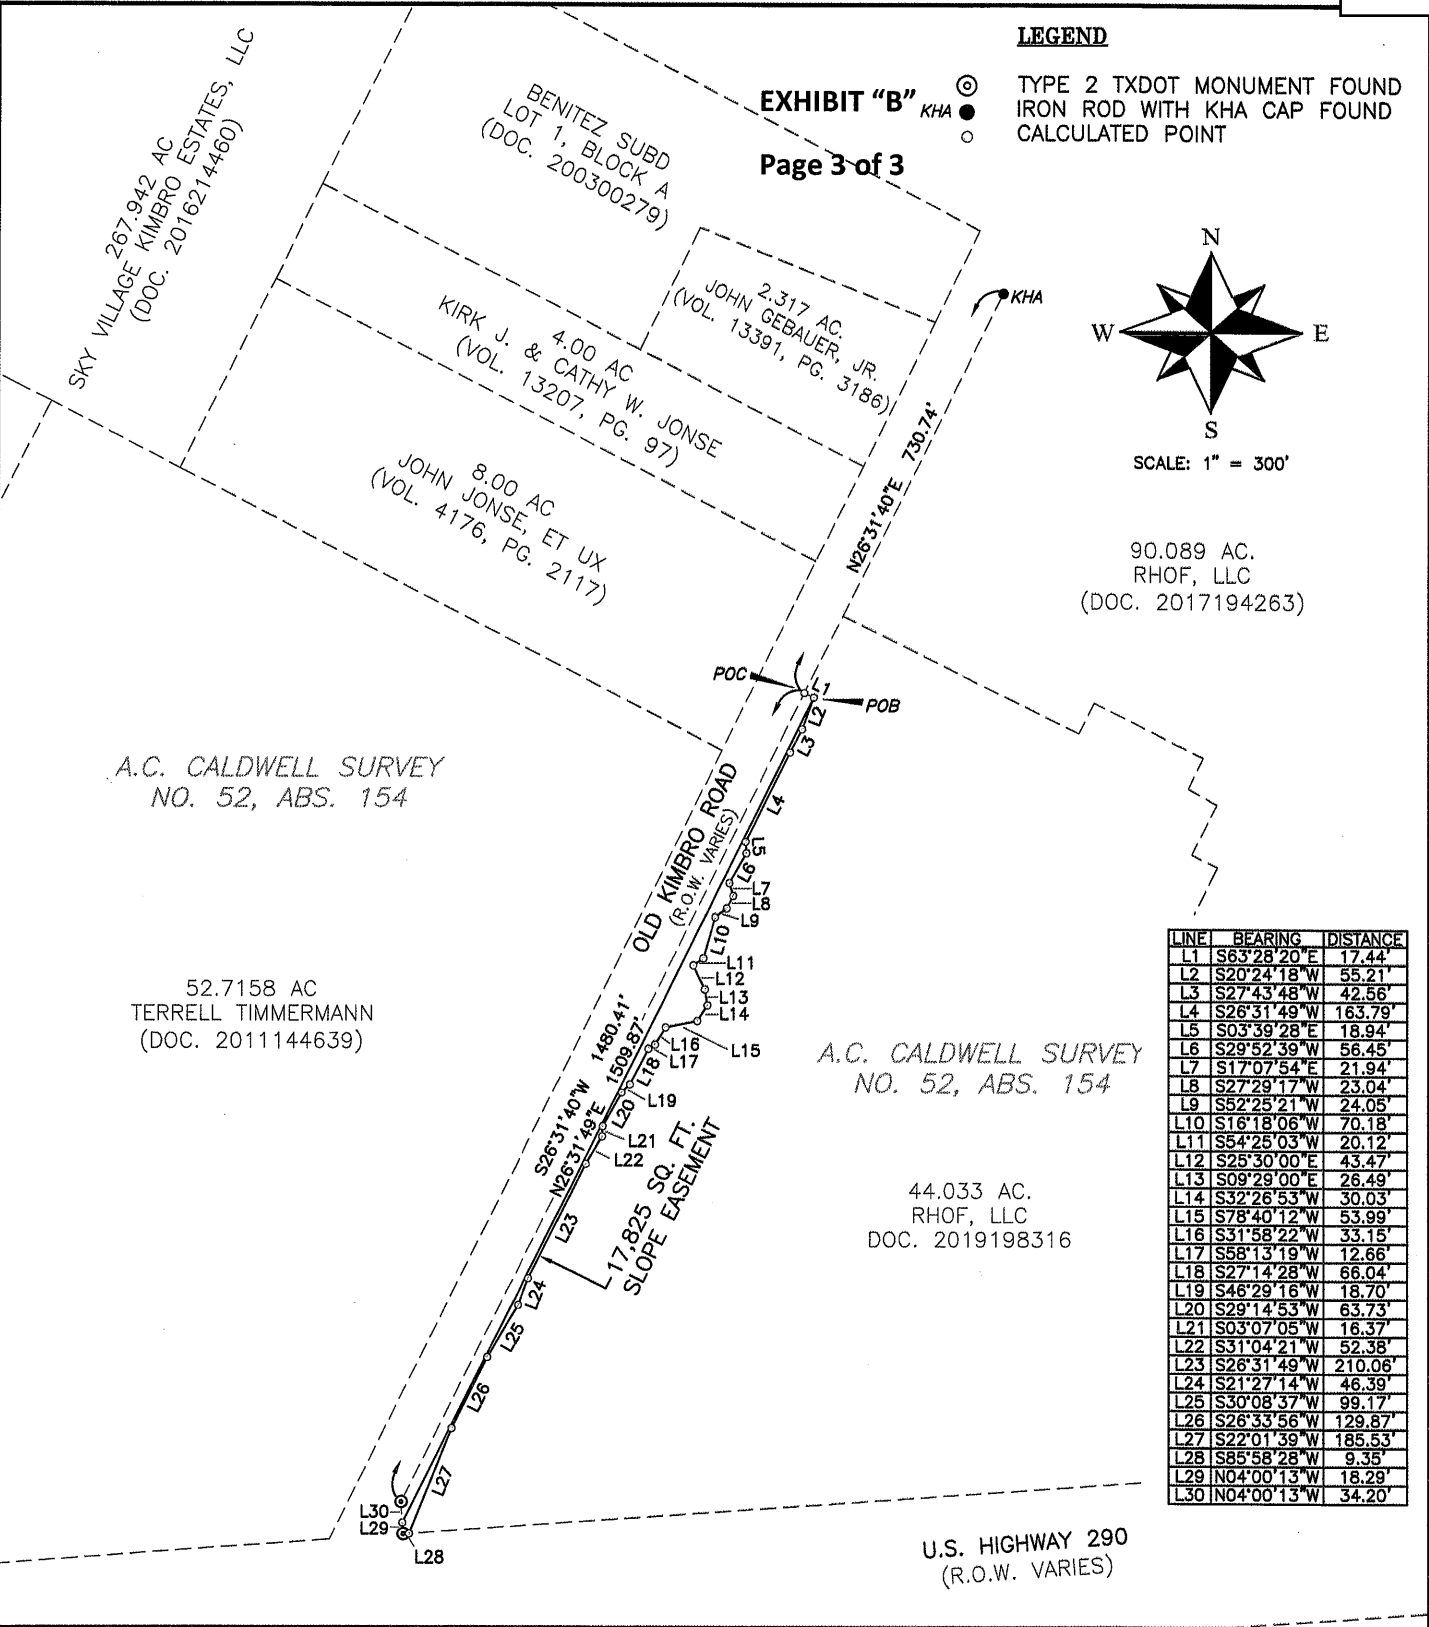 LEGEND
TYPE 2 TXDOT MONUMENT FOUND
KHA IRON ROD WITH KHA CAP FOUND
CALCULATED POINT
EXHIBIT “B”
Page 3 of 3
267.942 AC
SKY VILLAGE KIMBRO ESTATES, LLC
(DOC. 2016214460)
BENITEZ SUBD
LOT 1, BLOCK A
(DOC. 200300279)
2.317 AC.
JOHN GEBAUER, JR.
(VOL. 13391, PG. 3186)
4.00 AC
KIRK J. & CATHY W. JONSE
(VOL. 13207, PG. 97)
8.00 AC
JOHN JONSE, ET UX
(VOL. 4176, PG. 2117)
KHA
N
W
E
S
SCALE: 1" = 300'
N26°31'40"E 730.74'
90.089 AC.
RHOF, LLC
(DOC. 2017194263)
POC
L1
POB
L2
L3
L4
L5
L6
L7
L8
L9
L10
L11
L12
L13
L14
L15
L16
L17
L18
L19
L20
L21
L22
L23
L24
L25
L26
L27
L30
L29
L28
A.C. CALDWELL SURVEY
NO. 52, ABS. 154
OLD KIMBRO ROAD
(R.O.W. VARIES)
52.7158 AC
TERRELL TIMMERMANN
(DOC. 2011144639)
S26°31'40"W 1480.41'
N26°31'49"E 1509.87'
17,825 SQ. FT.
SLOPE EASEMENT
A.C. CALDWELL SURVEY
NO. 52, ABS. 154
44.033 AC.
RHOF, LLC
DOC. 2019198316
U.S. HIGHWAY 290
(R.O.W. VARIES)
LINE BEARING DISTANCE
L1 S63°28'20"E 17.44'
L2 S20°24'18"W 55.21'
L3 S27°43'48"W 42.56'
L4 S26°31'49"W 163.79'
L5 S03°39'28"E 18.94'
L6 S29°52'39"W 56.45'
L7 S17°07'54"E 21.94'
L8 S27°29'17"W 23.04'
L9 S52°25'21"W 24.05'
L10 S16°18'06"W 70.18'
L11 S54°25'03"W 20.12'
L12 S25°30'00"E 43.47'
L13 S09°29'00"E 26.49'
L14 S32°26'53"W 30.03'
L15 S78°40'12"W 53.99'
L16 S31°58'22"W 33.15'
L17 S58°13'19"W 12.66'
L18 S27°14'28"W 66.04'
L19 S46°29'16"W 18.70'
L20 S29°14'53"W 63.73'
L21 S03°07'05"W 16.37'
L22 S31°04'21"W 52.38'
L23 S26°31'49"W 210.06'
L24 S21°27'14"W 46.39'
L25 S30°08'37"W 99.17'
L26 S26°33'56"W 129.87'
L27 S22°01'39"W 185.53'
L28 S85°58'28"W 9.35'
L29 N04°00'13"W 18.29'
L30 N04°00'13"W 34.20'